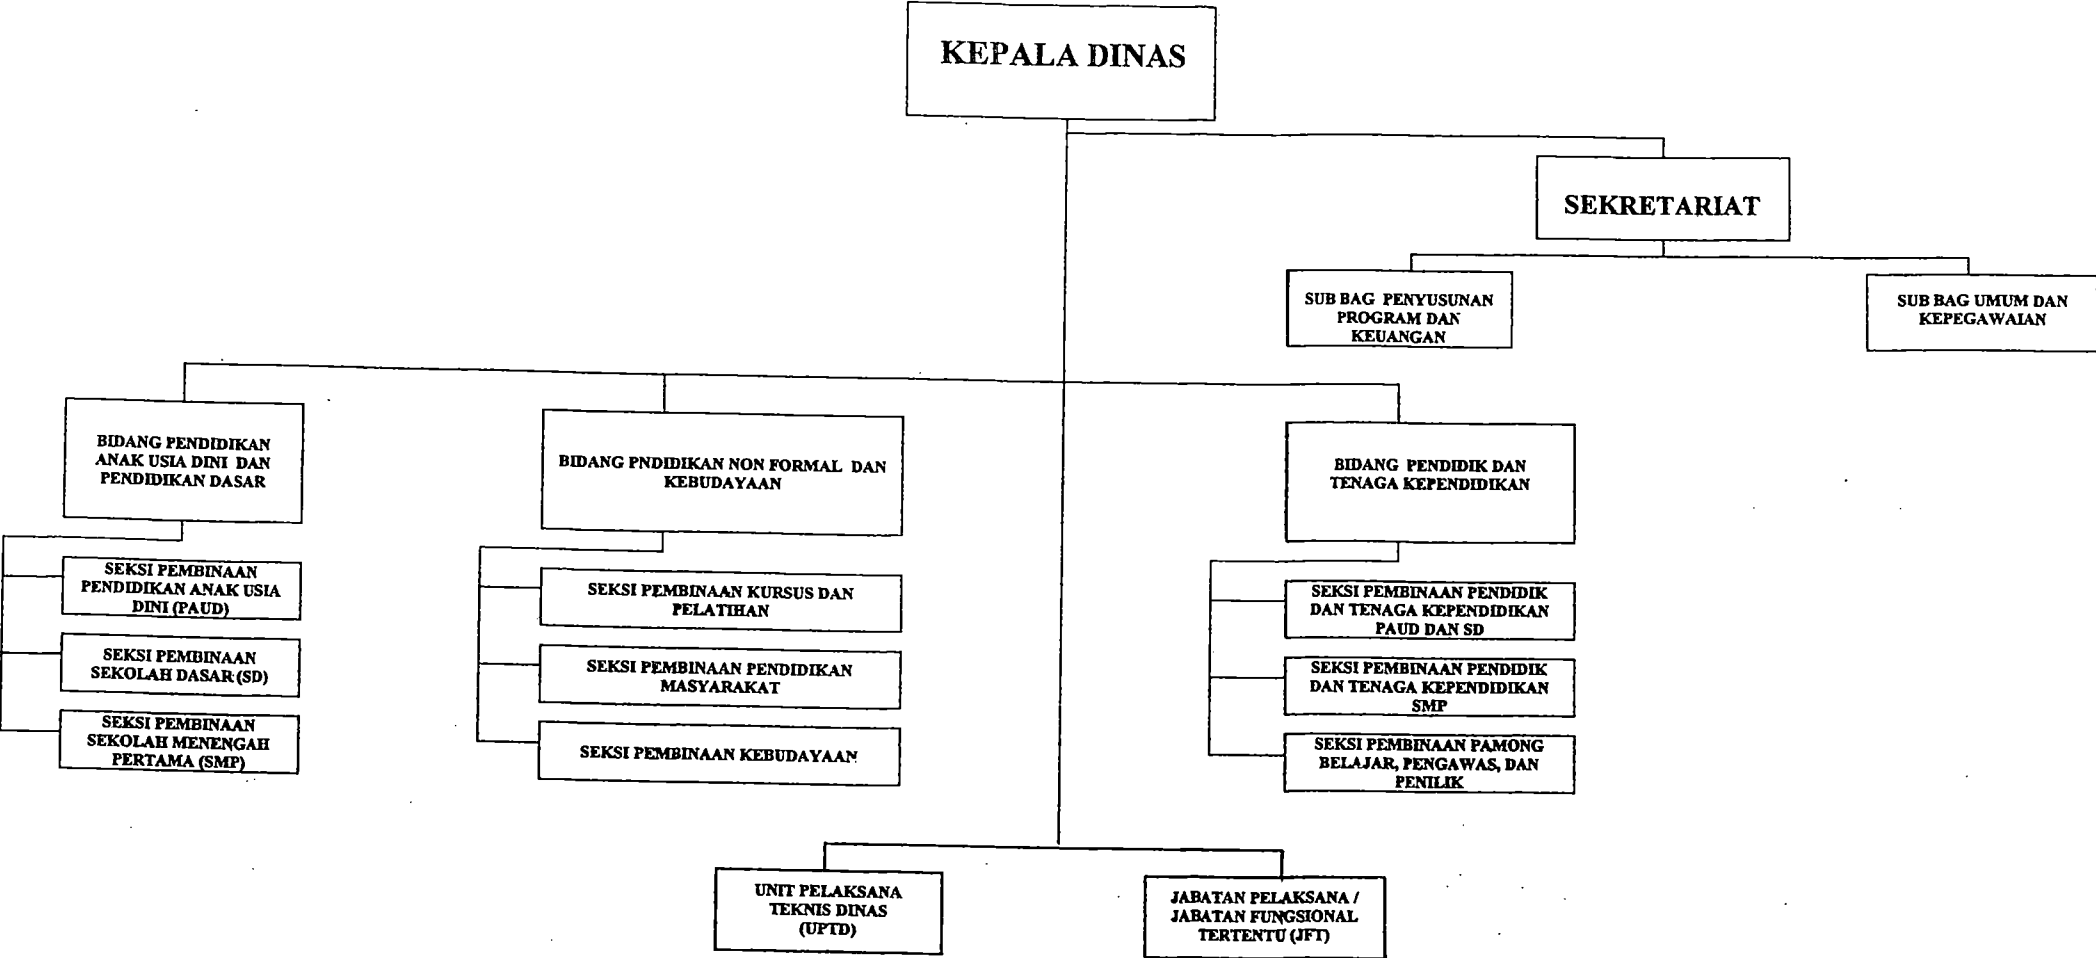 KEPALA DINAS
SEKRETARIAT
SUB BAG PENYUSUNAN
PROGRAM DAN
KEUANGAN
SUB BAG UMUM DAN
KEPEGAWAIAN
BIDANG PENDIDIKAN
ANAK USIA DINI DAN
PENDIDIKAN DASAR
SEKSI PEMBINAAN
PENDIDIKAN ANAK USIA
DINI (PAUD)
SEKSI PEMBINAAN
SEKOLAH DASAR (SD)
SEKSI PEMBINAAN
SEKOLAH MENENGAH
PERTAMA (SMP)
BIDANG PNDIDIKAN NON FORMAL DAN
KEBUDAYAAN
SEKSI PEMBINAAN KURSUS DAN
PELATIHAN
SEKSI PEMBINAAN PENDIDIKAN
MASYARAKAT
SEKSI PEMBINAAN KEBUDAYAAN
BIDANG PENDIDIK DAN
TENAGA KEPENDIDIKAN
SEKSI PEMBINAAN PENDIDIK
DAN TENAGA KEPENDIDIKAN
PAUD DAN SD
SEKSI PEMBINAAN PENDIDIK
DAN TENAGA KEPENDIDIKAN
SMP
SEKSI PEMBINAAN PAMONG
BELAJAR, PENGAWAS, DAN
PENILIK
UNIT PELAKSANA
TEKNIS DINAS
(UPTD)
JABATAN PELAKSANA /
JABATAN FUNGSIONAL
TERTENTU (JFT)